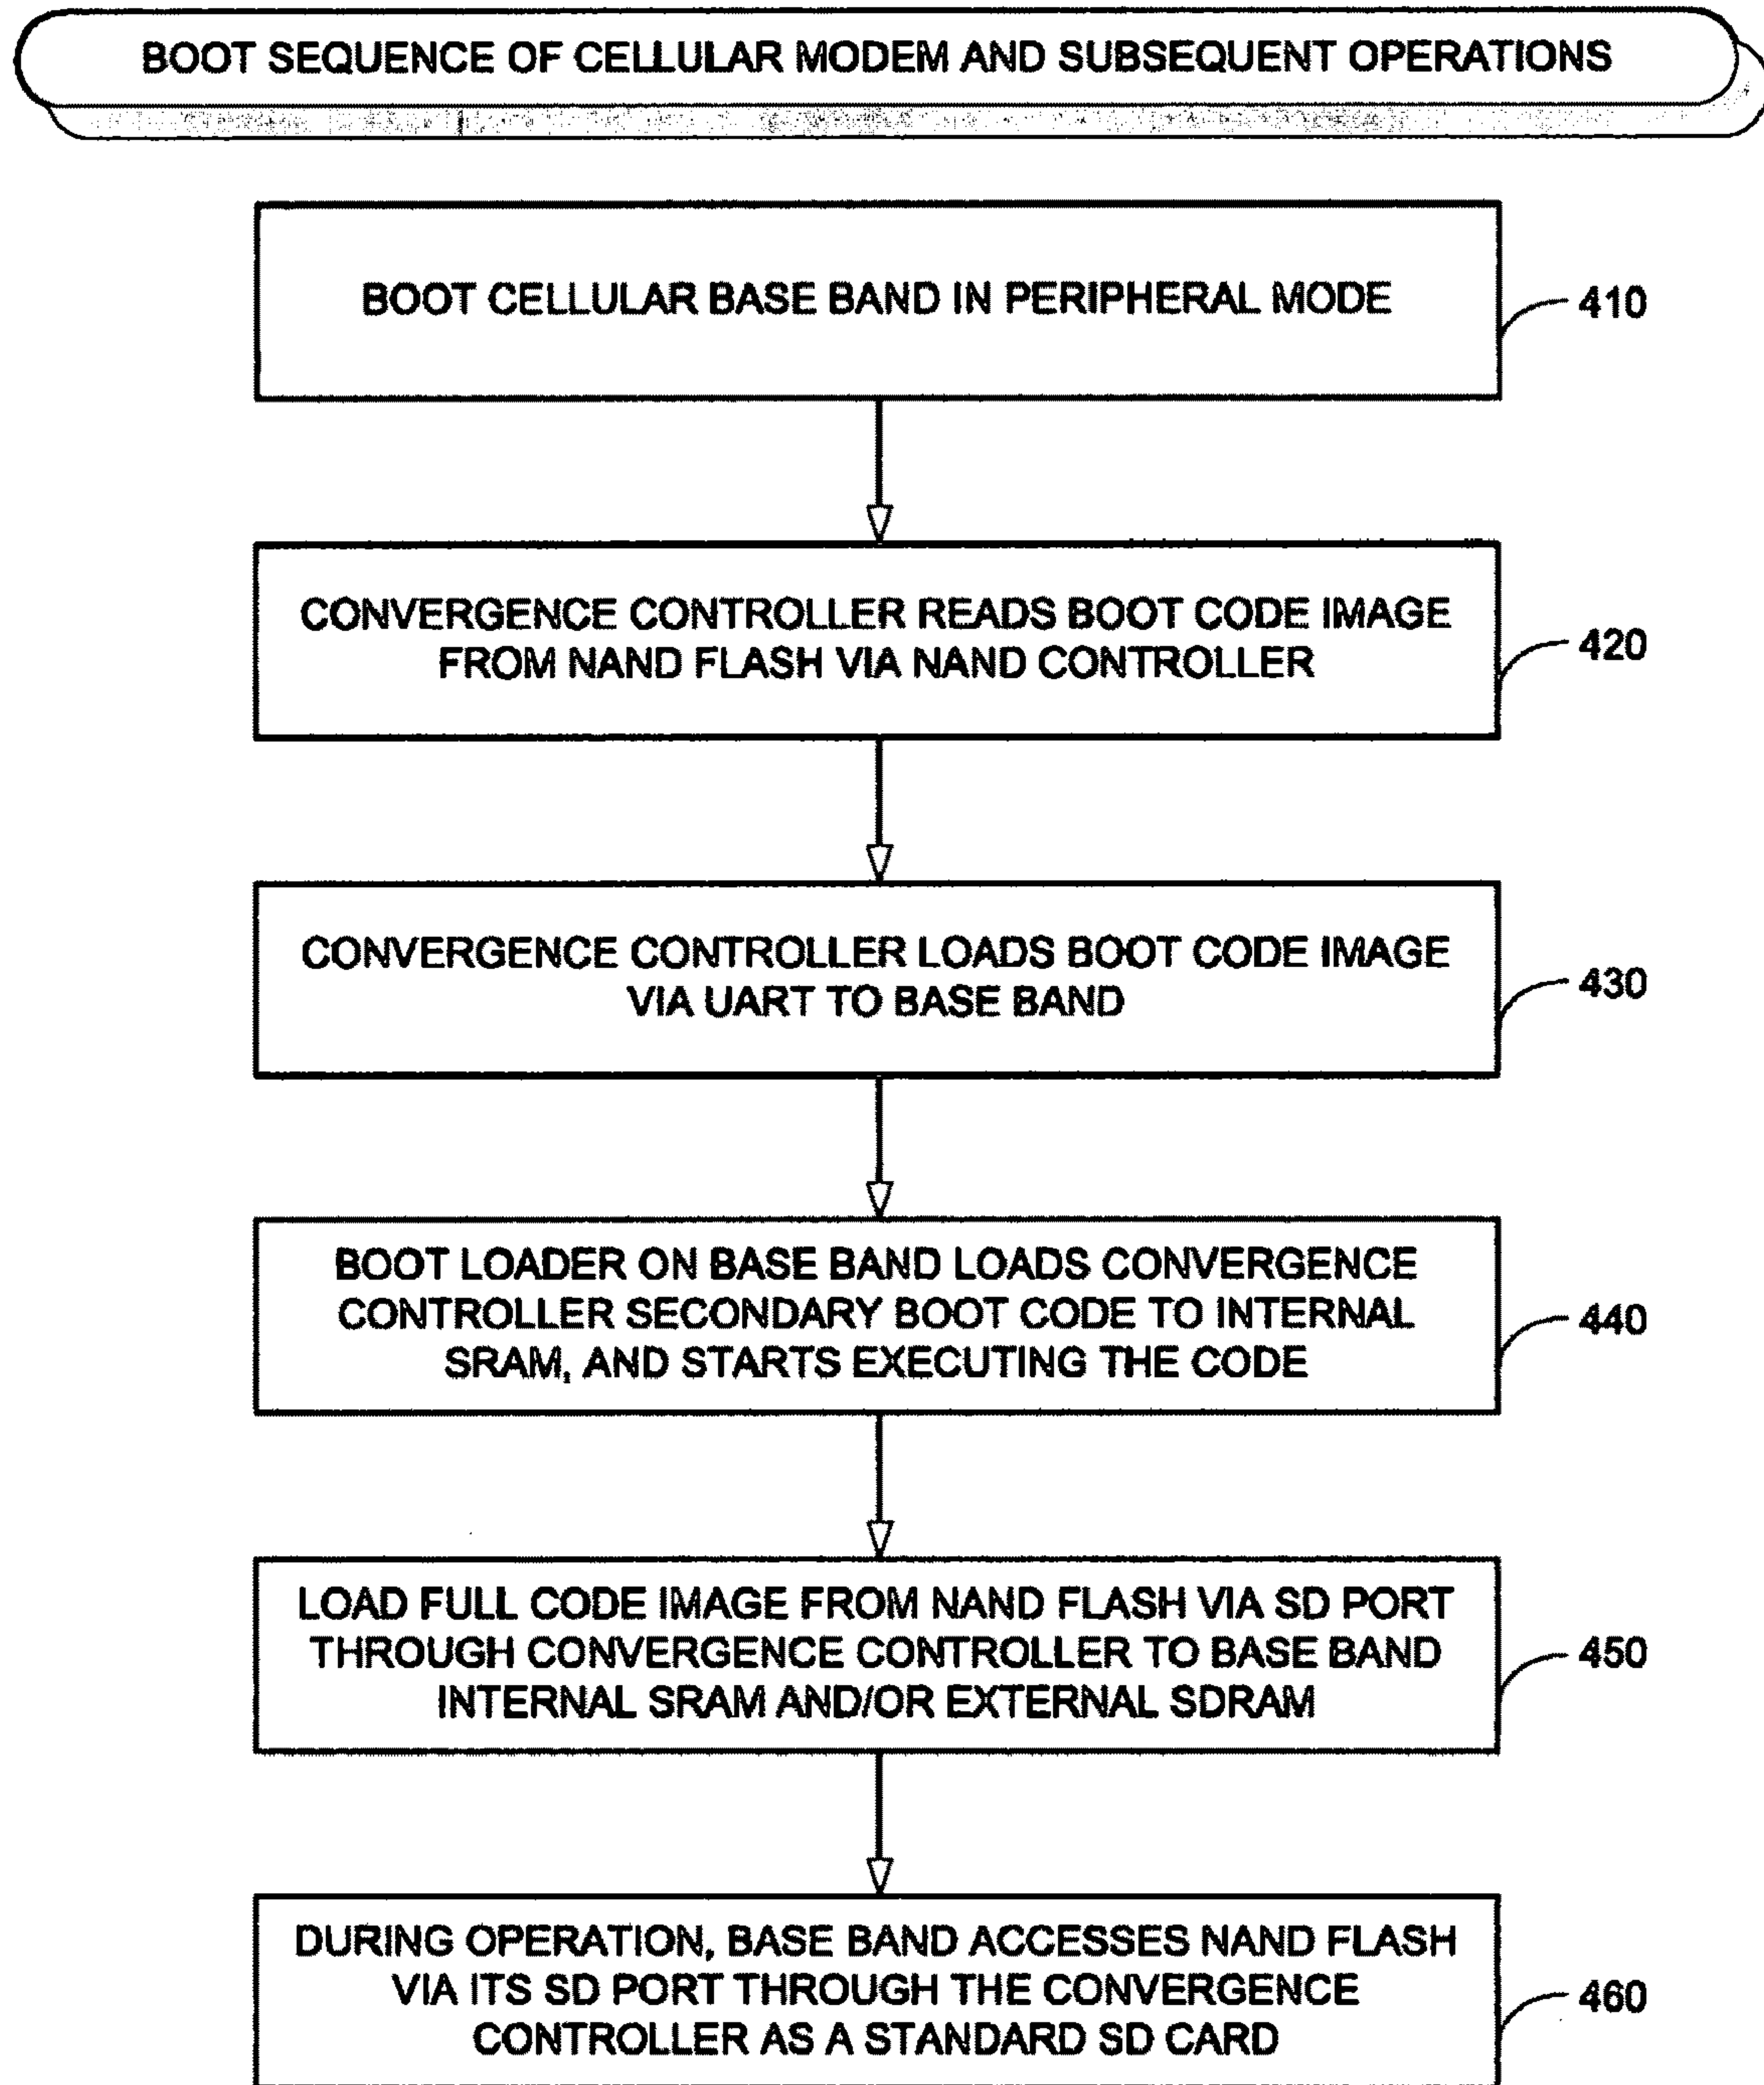 BOOT SEQUENCE OF CELLULAR MODEM AND SUBSEQUENT OPERATIONS
BOOT CELLULAR BASE BAND IN PERIPHERAL MODE
410
CONVERGENCE CONTROLLER READS BOOT CODE IMAGE
FROM NAND FLASH VIA NAND CONTROLLER
420
CONVERGENCE CONTROLLER LOADS BOOT CODE IMAGE
VIA UART TO BASE BAND
430
BOOT LOADER ON BASE BAND LOADS CONVERGENCE
CONTROLLER SECONDARY BOOT CODE TO INTERNAL
SRAM, AND STARTS EXECUTING THE CODE
440
LOAD FULL CODE IMAGE FROM NAND FLASH VIA SD PORT
THROUGH CONVERGENCE CONTROLLER TO BASE BAND
INTERNAL SRAM AND/OR EXTERNAL SDRAM
450
DURING OPERATION, BASE BAND ACCESSES NAND FLASH
VIA ITS SD PORT THROUGH THE CONVERGENCE
CONTROLLER AS A STANDARD SD CARD
460